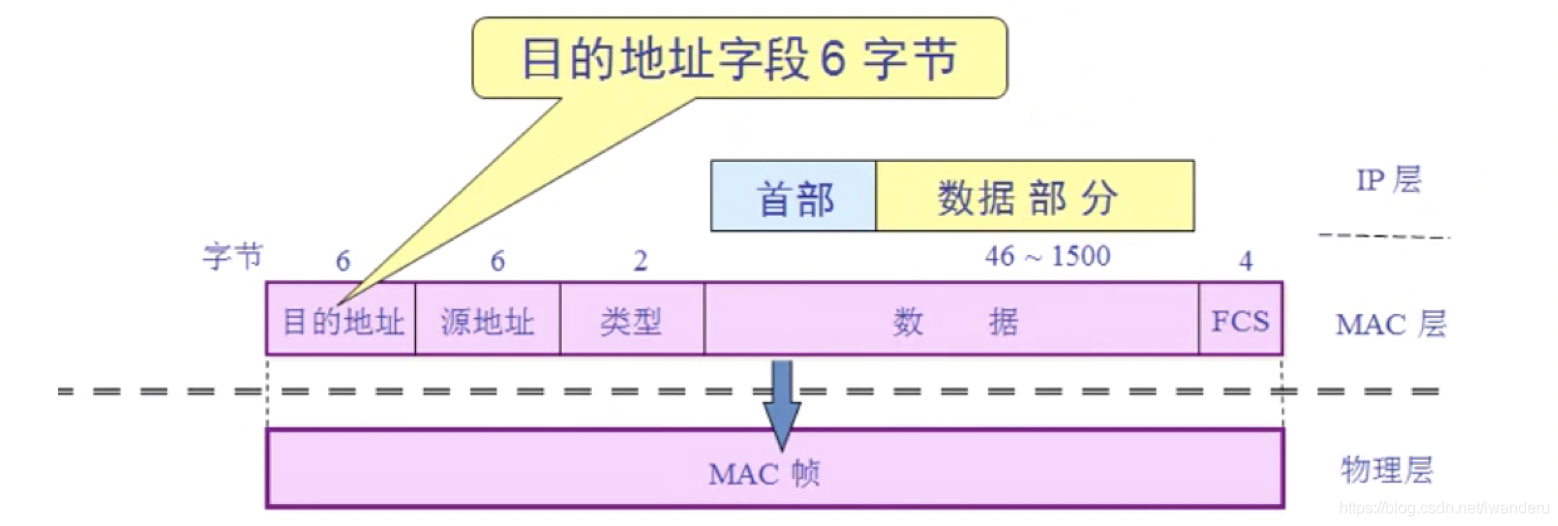 目的地址字段 6 字节
首部 数据 部 分 IP 层
字节 6 6 2 46 ~ 1500 4
目的地址 源地址 类型 数 据 FCS MAC 层
MAC 帧 物理层
https://blog.csdn.net/iwanderu